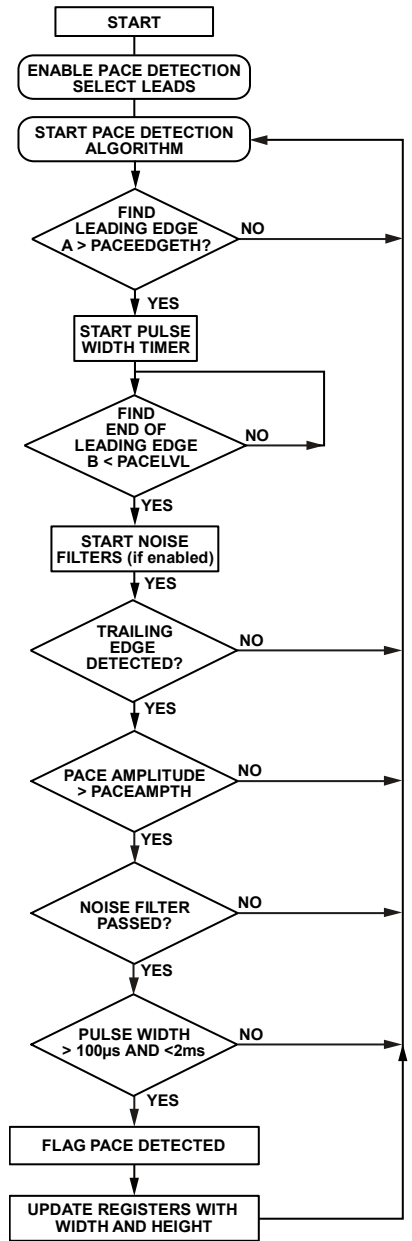 START
ENABLE PACE DETECTION
SELECT LEADS
START PACE DETECTION
ALGORITHM
FIND
LEADING EDGE
A > PACEEDGETH?
NO
YES
START PULSE
WIDTH TIMER
FIND
END OF
LEADING EDGE
B < PACELVL
NO
YES
START NOISE
FILTERS (if enabled)
YES
TRAILING
EDGE
DETECTED?
NO
YES
PACE AMPLITUDE
> PACEAMPTH
NO
YES
NOISE FILTER
PASSED?
NO
YES
PULSE WIDTH
> 100µs AND <2ms
NO
YES
FLAG PACE DETECTED
UPDATE REGISTERS WITH
WIDTH AND HEIGHT